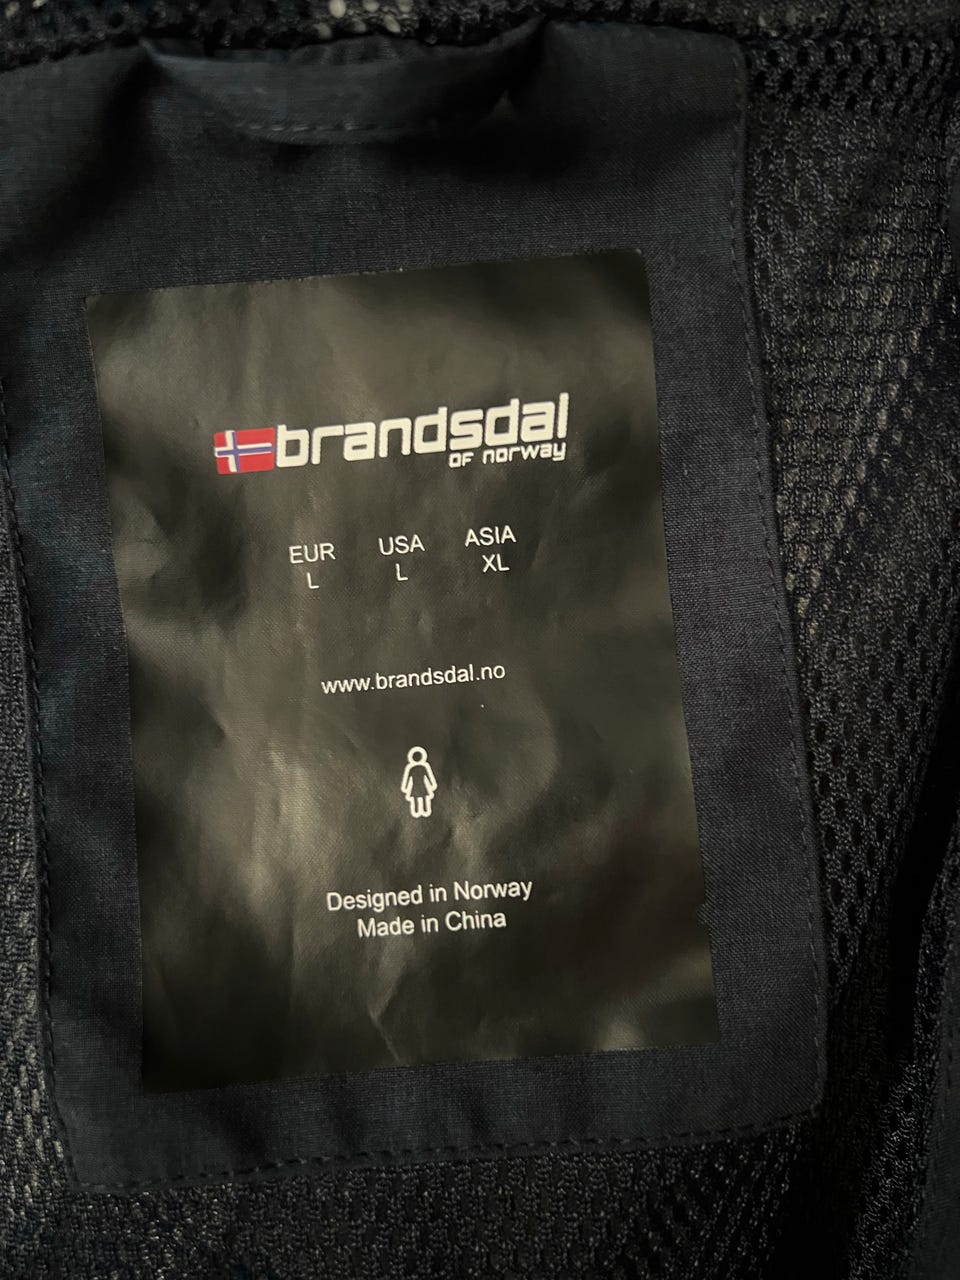 brandsdal
OF norway
EUR USA ASIA
L L XL
www.brandsdal.no
Designed in Norway
Made in China